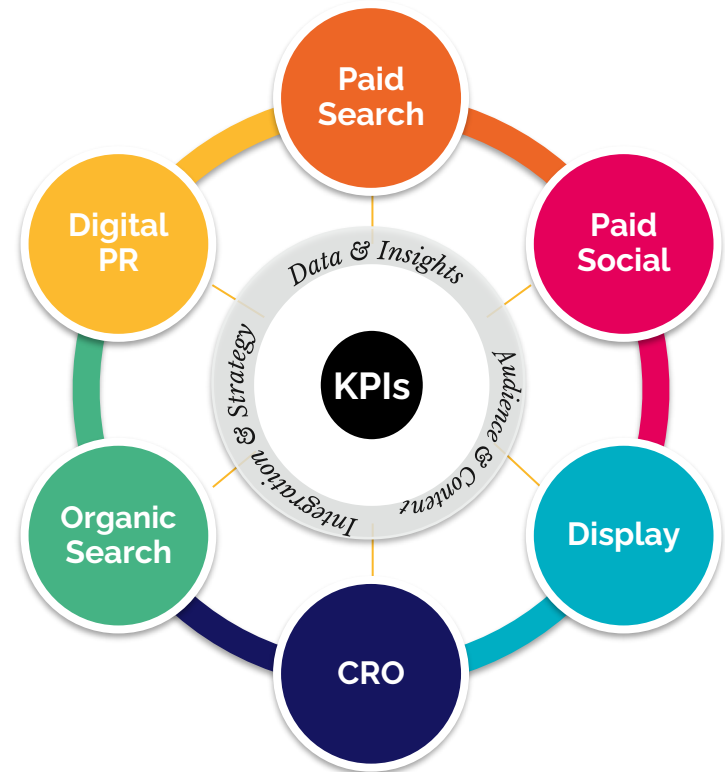 Paid
Search
Paid
Social
Display
CRO
Organic
Search
Digital
PR
Data & Insights
Audience & Content
Integration & Strategy
KPIs